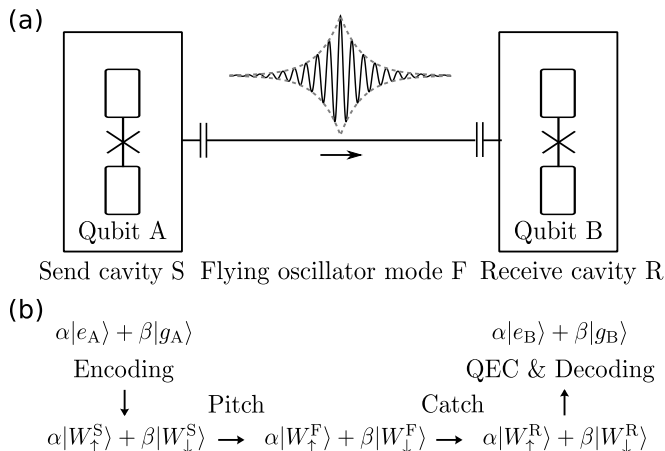 (a)
Qubit A
Qubit B
Send cavity S
Flying oscillator mode F
Receive cavity R
(b)
α|e_A⟩ + β|g_A⟩
α|e_B⟩ + β|g_B⟩
Encoding
QEC & Decoding
Pitch
Catch
α|W_↑^S⟩ + β|W_↓^S⟩ → α|W_↑^F⟩ + β|W_↓^F⟩ → α|W_↑^R⟩ + β|W_↓^R⟩